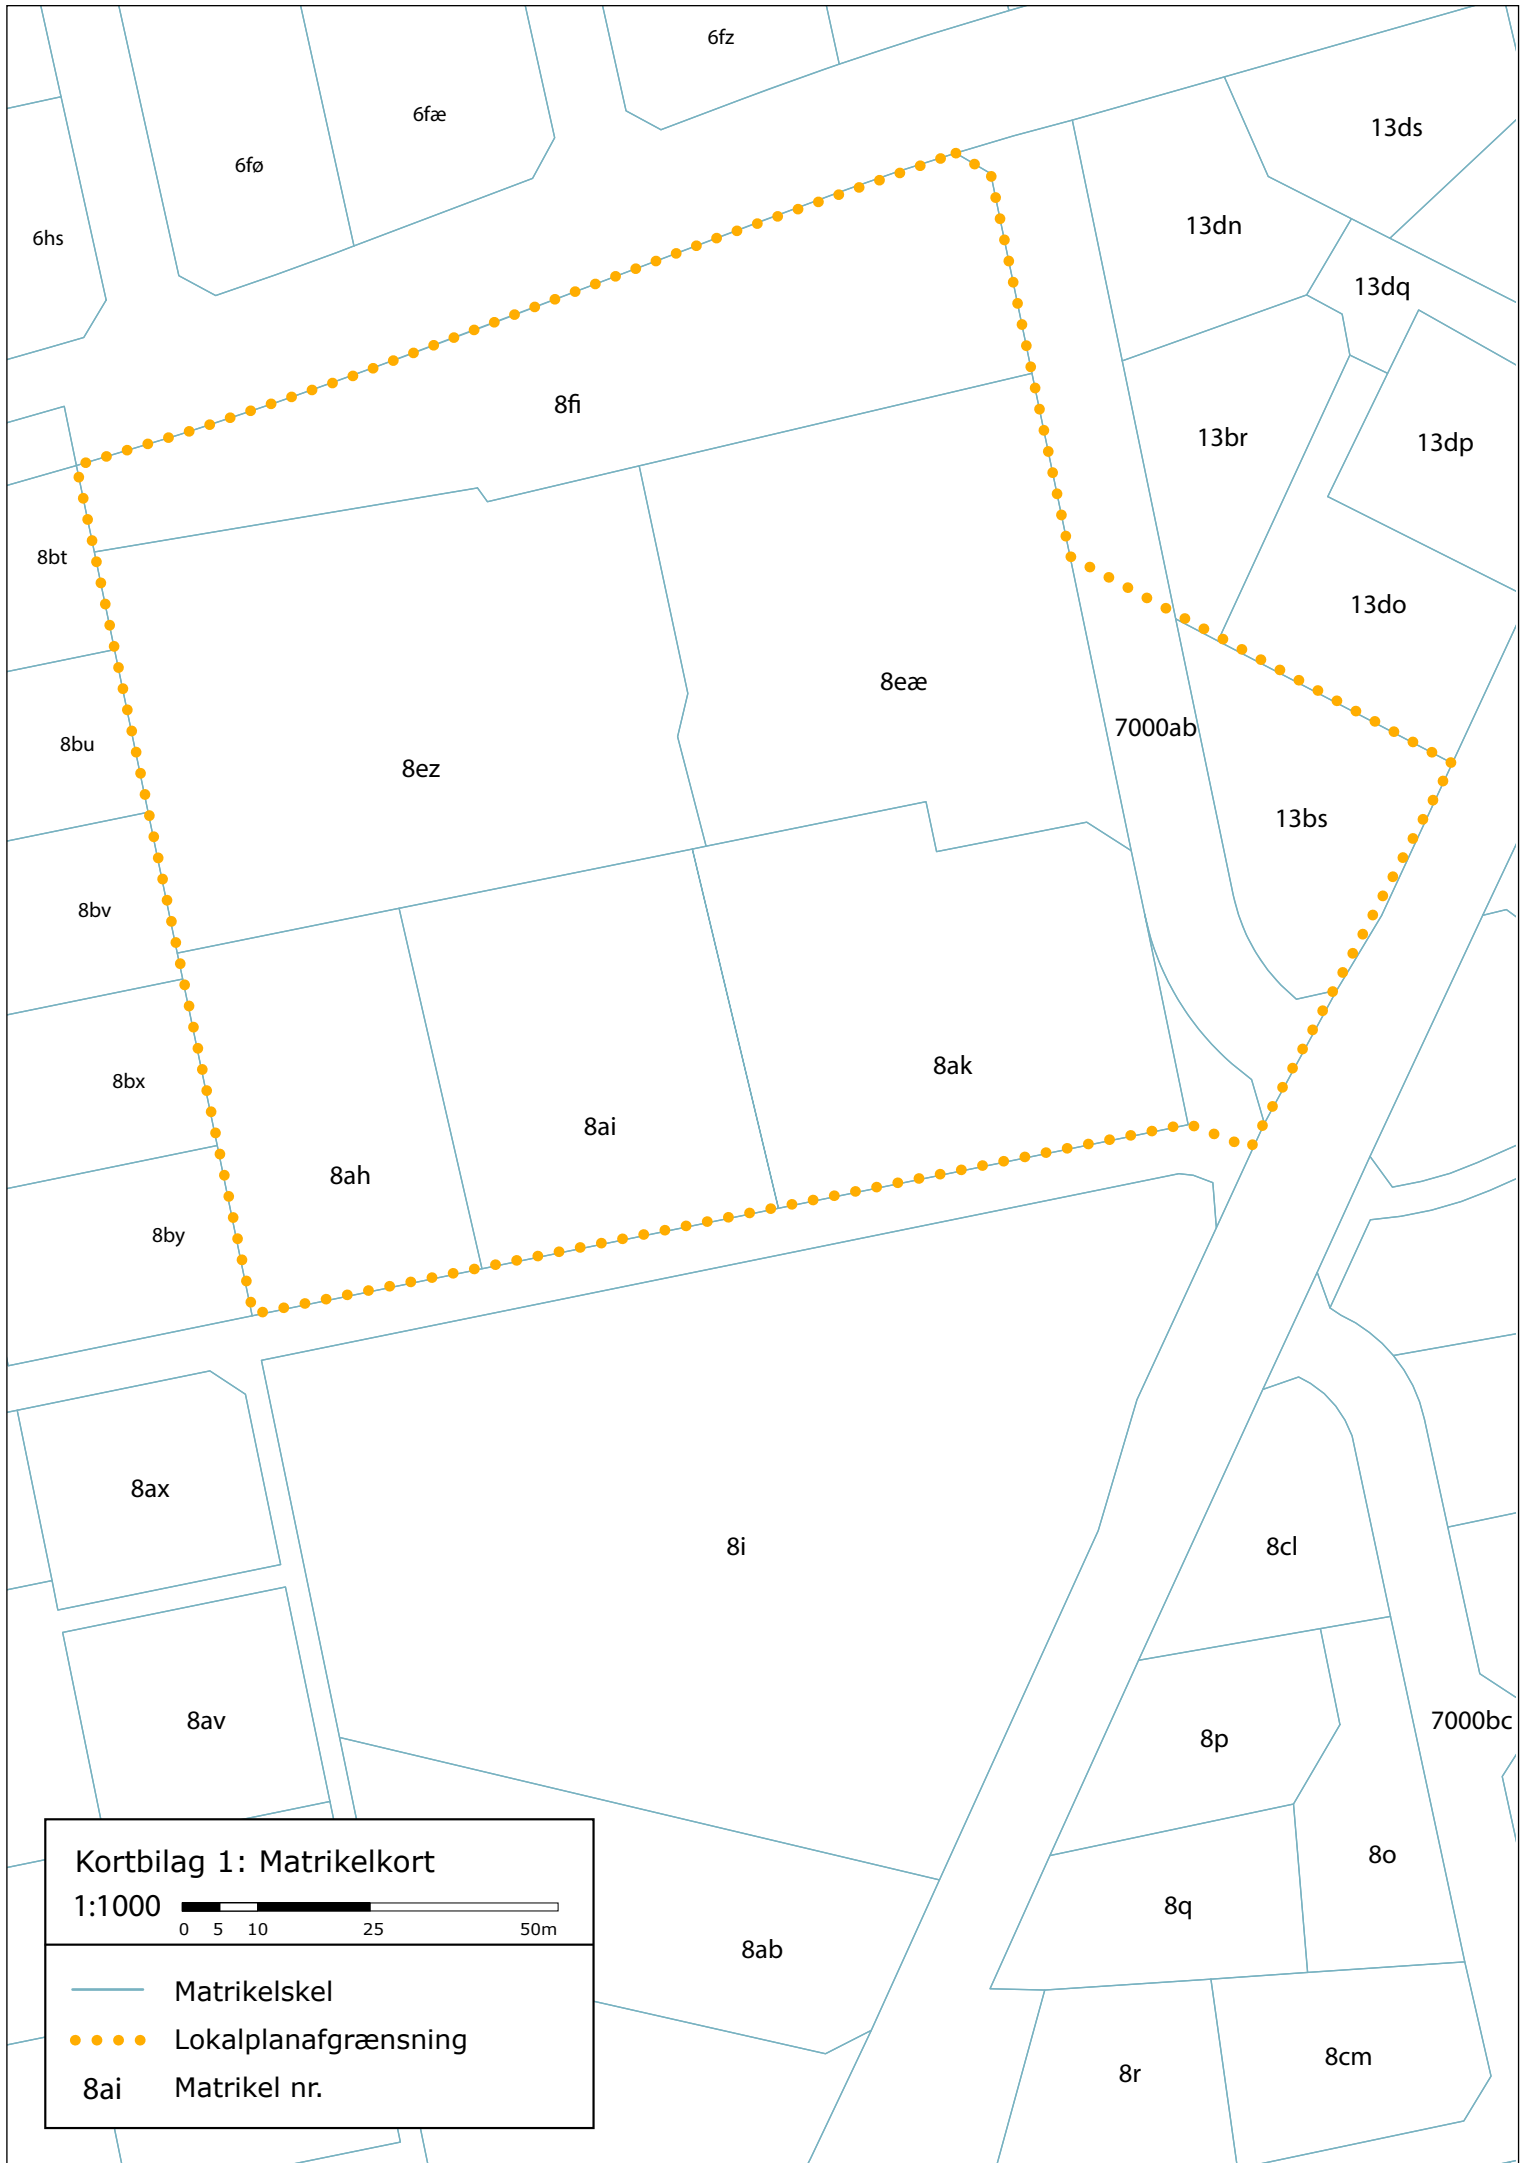 6fz
6fæ
13ds
6fø
13dn
6hs
13dq
8fi
13br
13dp
8bt
13do
8eæ
7000ab
8bu
8ez
13bs
8bv
8ak
8bx
8ai
8ah
8by
8ax
8i
8cl
8av
7000bc
8p
8o
8q
8ab
8cm
8r
Kortbilag 1: Matrikelkort
1:1000
0 5 10 25 50m
Matrikelskel
Lokalplanafgrænsning
8ai Matrikel nr.